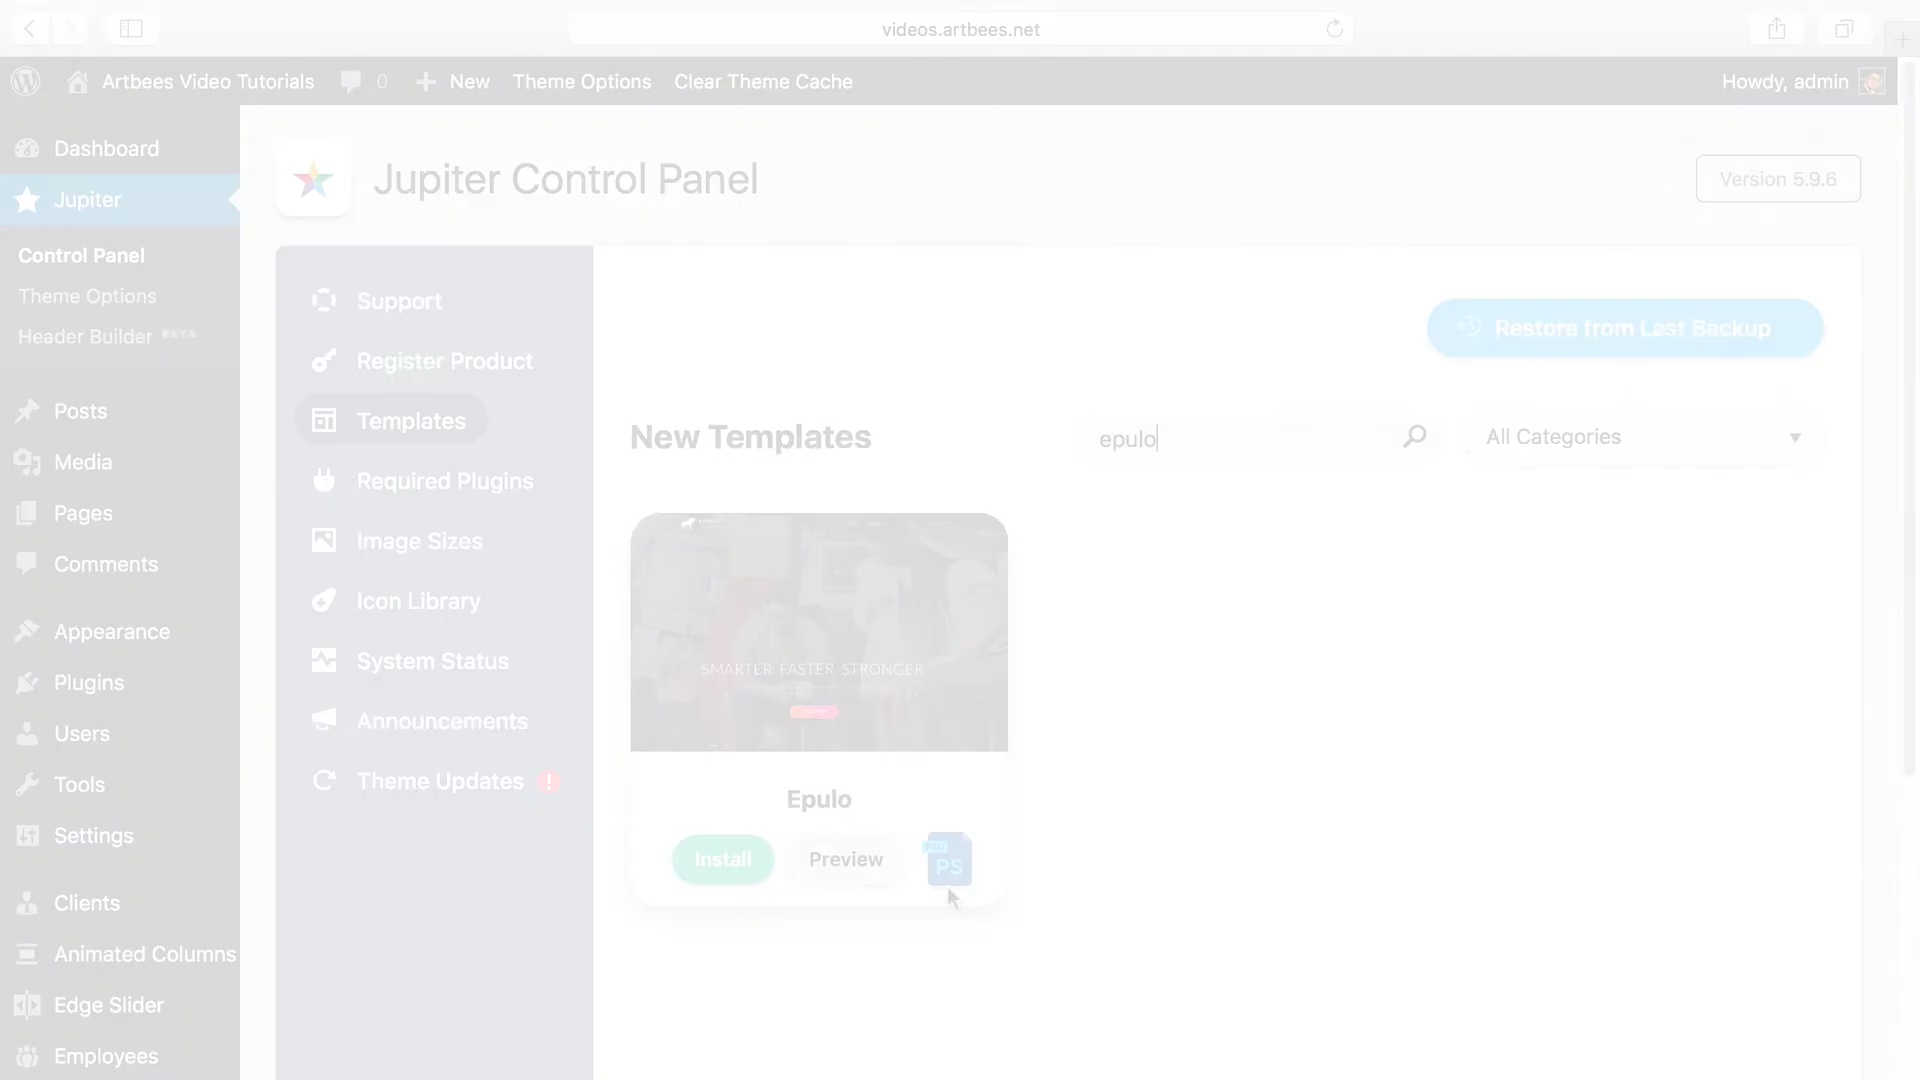 videos.artbees.net
Artbees Video Tutorials
0
New
Theme Options
Clear Theme Cache
Howdy, admin
Dashboard
Jupiter
Control Panel
Theme Options
Header Builder BETA
Posts
Media
Pages
Comments
Appearance
Plugins
Users
Tools
Settings
Clients
Animated Columns
Edge Slider
Employees
Jupiter Control Panel
Version 5.9.6
Support
Register Product
Templates
Required Plugins
Image Sizes
Icon Library
System Status
Announcements
Theme Updates
Restore from Last Backup
New Templates
epulo
All Categories
SMARTER FASTER STRONGER
Epulo
Install
Preview
PSD
PS